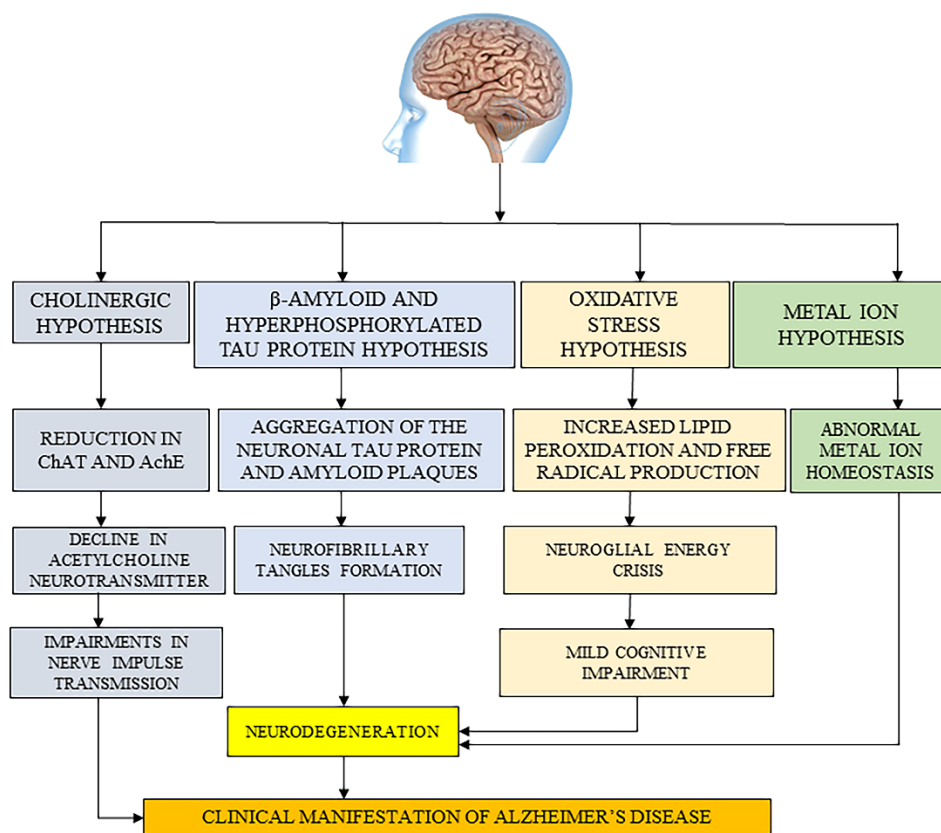 CHOLINERGIC
HYPOTHESIS
β-AMYLOID AND
HYPERPHOSPHORYLATED
TAU PROTEIN HYPOTHESIS
OXIDATIVE
STRESS
HYPOTHESIS
METAL ION
HYPOTHESIS
REDUCTION IN
ChAT AND AchE
AGGREGATION OF THE
NEURONAL TAU PROTEIN
AND AMYLOID PLAQUES
INCREASED LIPID
PEROXIDATION AND FREE
RADICAL PRODUCTION
ABNORMAL
METAL ION
HOMEOSTASIS
DECLINE IN
ACETYLCHOLINE
NEUROTRANSMITTER
NEUROFIBRILLARY
TANGLES FORMATION
NEUROGLIAL ENERGY
CRISIS
IMPAIRMENTS IN
NERVE IMPULSE
TRANSMISSION
MILD COGNITIVE
IMPAIRMENT
NEURODEGENERATION
CLINICAL MANIFESTATION OF ALZHEIMER'S DISEASE